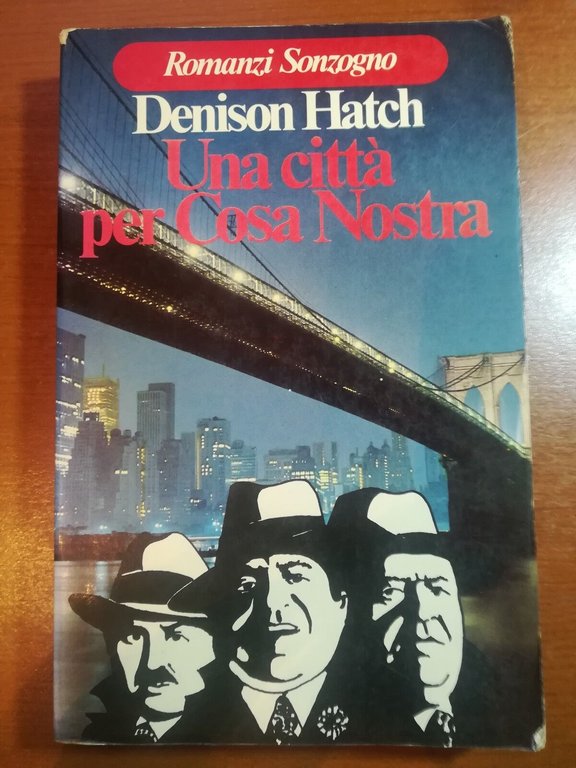 Romanzi Sonzogno
Denison Hatch
Una città
per Cosa Nostra